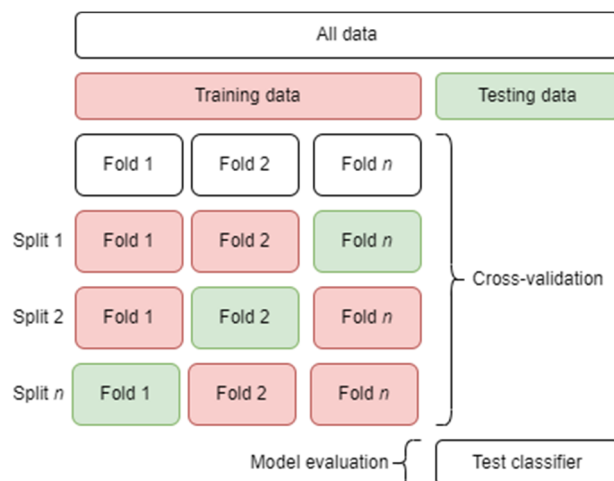 All data
Training data Testing data
Fold 1 Fold 2 Fold n
Split 1 Fold 1 Fold 2 Fold n
Cross-validation
Split 2 Fold 1 Fold 2 Fold n
Split n Fold 1 Fold 2 Fold n
Model evaluation Test classifier